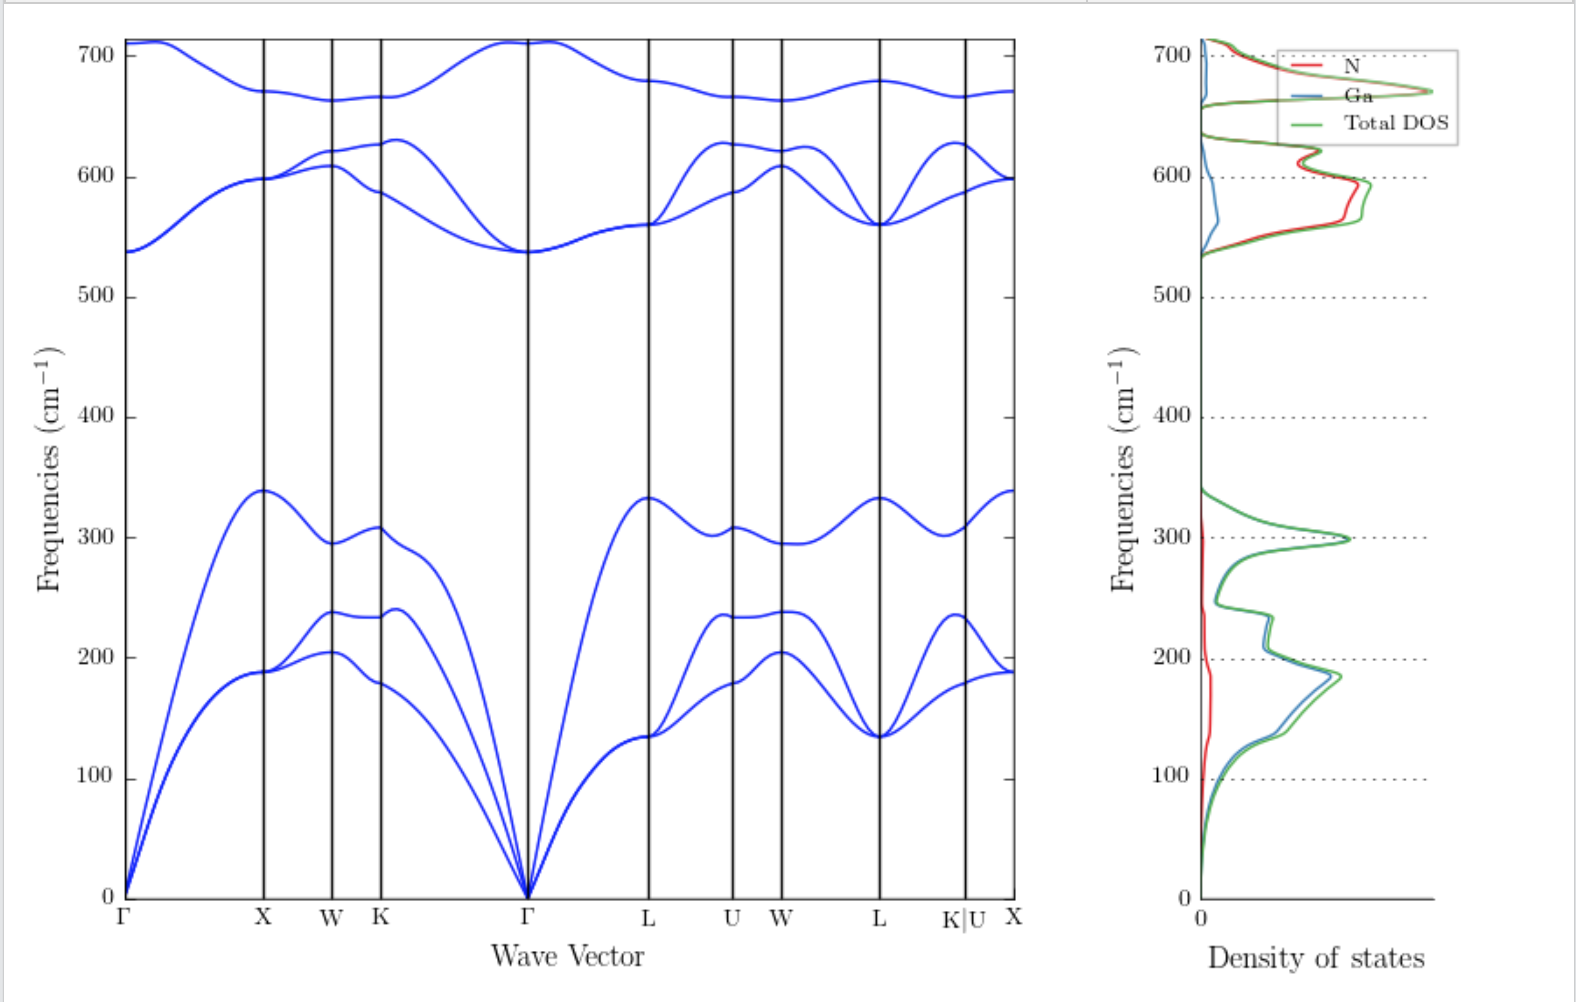 700
600
500
400
300
200
100
0
Frequencies (cm⁻¹)
Γ X W K Γ L U W L K|U X
Wave Vector
700
600
500
400
300
200
100
0
Frequencies (cm⁻¹)
N
Ga
Total DOS
0
Density of states